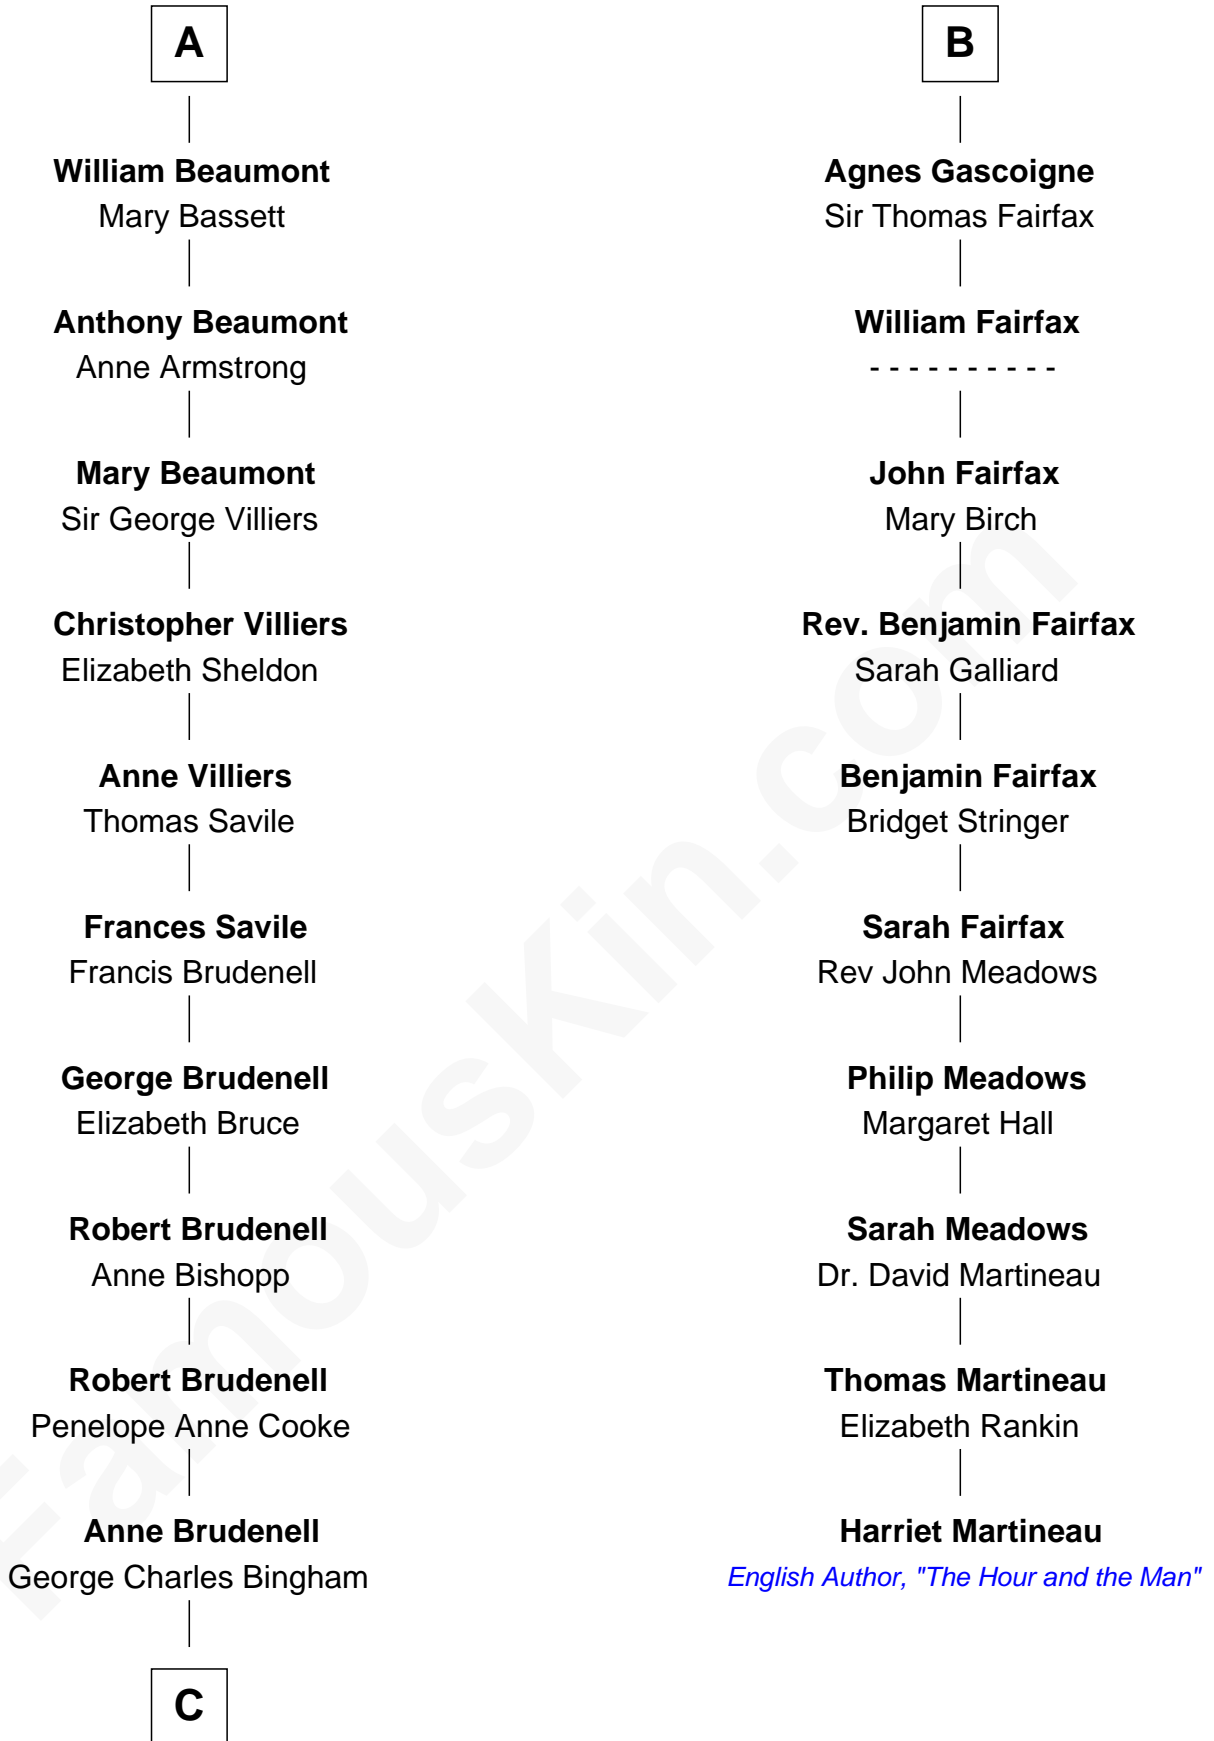 A
William Beaumont
Mary Bassett
Anthony Beaumont
Anne Armstrong
Mary Beaumont
Sir George Villiers
Christopher Villiers
Elizabeth Sheldon
Anne Villiers
Thomas Savile
Frances Savile
Francis Brudenell
George Brudenell
Elizabeth Bruce
Robert Brudenell
Anne Bishopp
Robert Brudenell
Penelope Anne Cooke
Anne Brudenell
George Charles Bingham
C
B
Agnes Gascoigne
Sir Thomas Fairfax
William Fairfax
- - - - - - - - - -
John Fairfax
Mary Birch
Rev. Benjamin Fairfax
Sarah Galliard
Benjamin Fairfax
Bridget Stringer
Sarah Fairfax
Rev John Meadows
Philip Meadows
Margaret Hall
Sarah Meadows
Dr. David Martineau
Thomas Martineau
Elizabeth Rankin
Harriet Martineau
English Author, "The Hour and the Man"
FamousKin.com